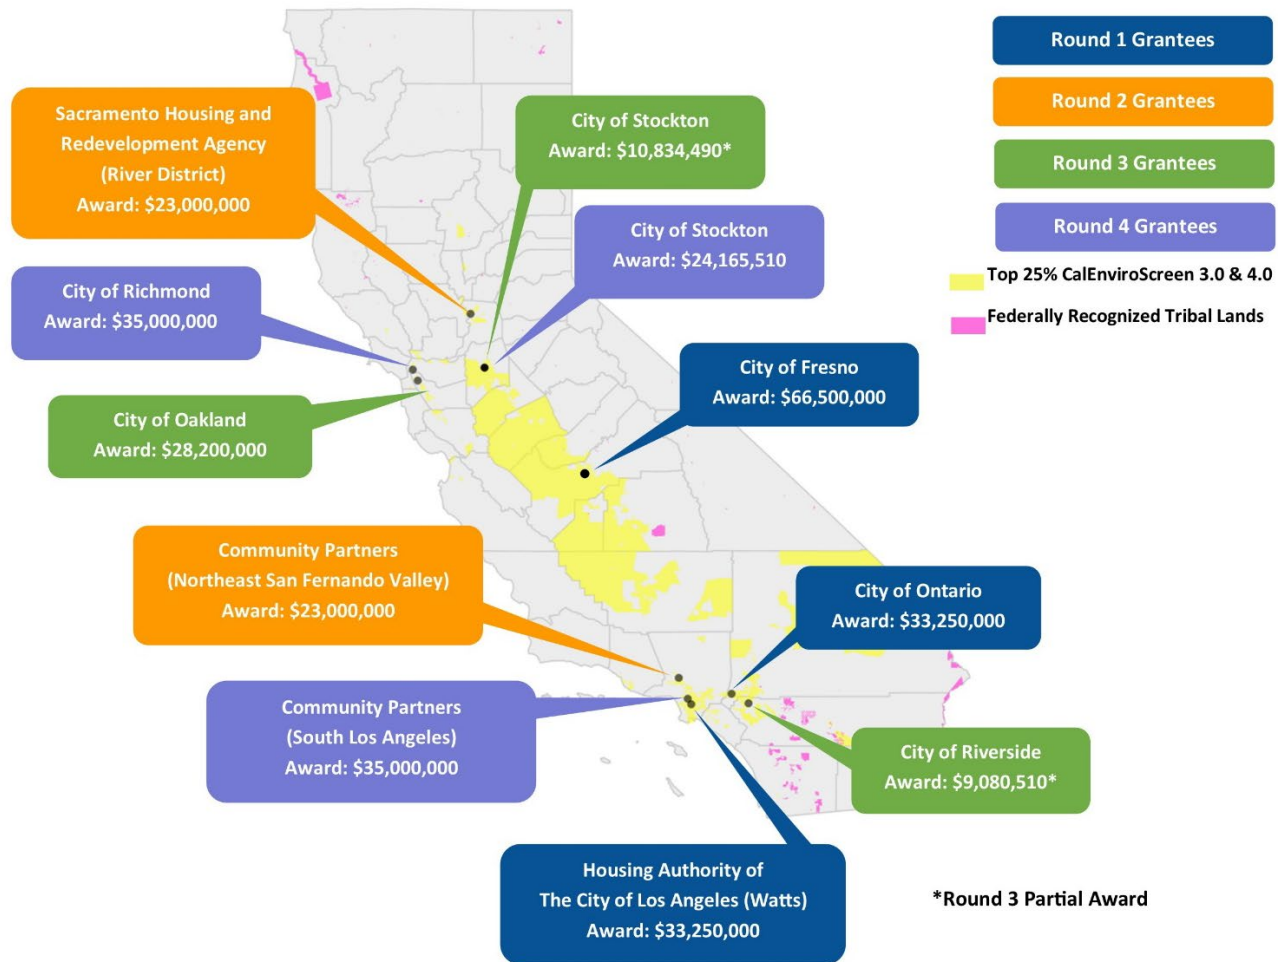 Round 1 Grantees
Round 2 Grantees
Round 3 Grantees
Round 4 Grantees
Top 25% CalEnviroScreen 3.0 & 4.0
Federally Recognized Tribal Lands
Sacramento Housing and
Redevelopment Agency
(River District)
Award: $23,000,000
City of Stockton
Award: $10,834,490*
City of Stockton
Award: $24,165,510
City of Richmond
Award: $35,000,000
City of Fresno
Award: $66,500,000
City of Oakland
Award: $28,200,000
Community Partners
(Northeast San Fernando Valley)
Award: $23,000,000
City of Ontario
Award: $33,250,000
Community Partners
(South Los Angeles)
Award: $35,000,000
City of Riverside
Award: $9,080,510*
Housing Authority of
The City of Los Angeles (Watts)
Award: $33,250,000
*Round 3 Partial Award